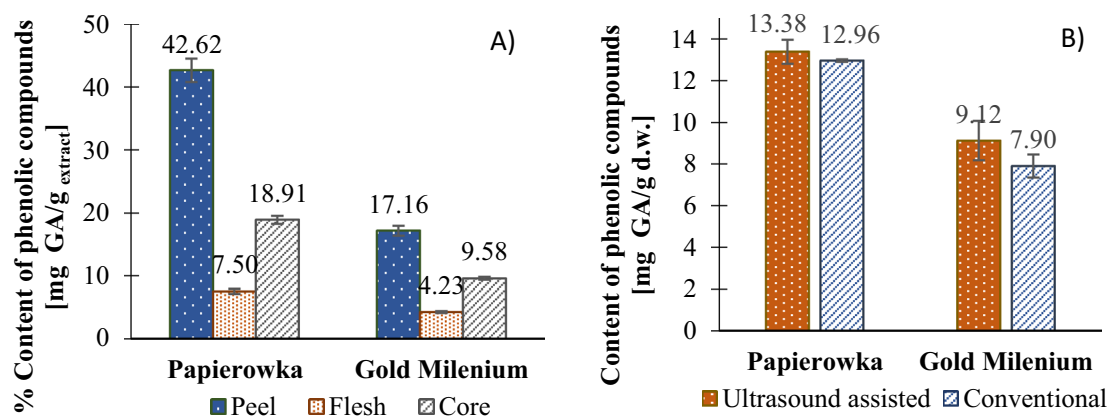 % Content of phenolic compounds
[mg GA/g extract]
50
40
30
20
10
0
A)
42.62
7.50
18.91
17.16
4.23
9.58
Papierowka
Gold Milenium
Peel
Flesh
Core
Content of phenolic compounds
[mg GA/g d.w.]
14
12
10
8
6
4
2
0
B)
13.38
12.96
9.12
7.90
Papierowka
Gold Milenium
Ultrasound assisted
Conventional